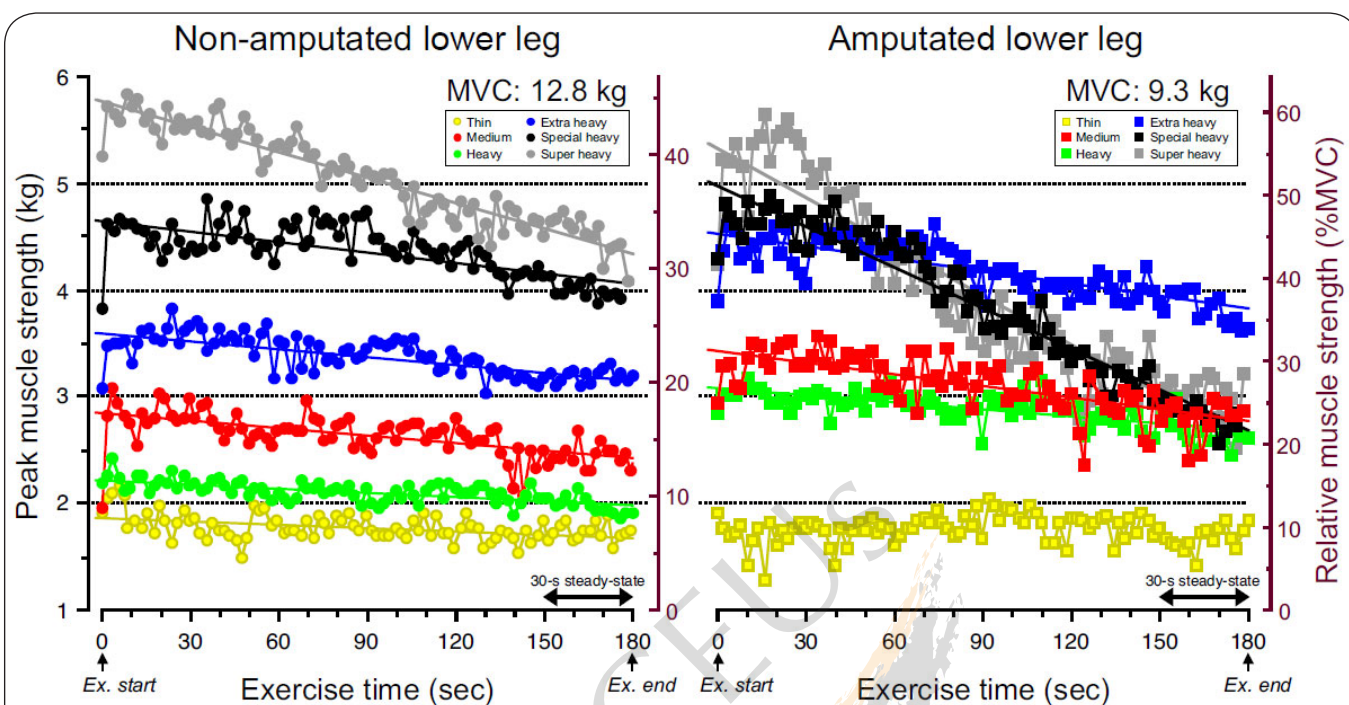 Non-amputated lower leg
Amputated lower leg
MVC: 12.8 kg
Thin
Medium
Heavy
Extra heavy
Special heavy
Super heavy
MVC: 9.3 kg
Thin
Medium
Heavy
Extra heavy
Special heavy
Super heavy
Peak muscle strength (kg)
6
5
4
3
2
1
40
30
20
10
0
60
50
40
30
20
10
0
Relative muscle strength (%MVC)
30-s steady-state
30-s steady-state
0 30 60 90 120 150 180
0 30 60 90 120 150 180
Ex. start
Exercise time (sec)
Ex. end
Ex. start
Exercise time (sec)
Ex. end